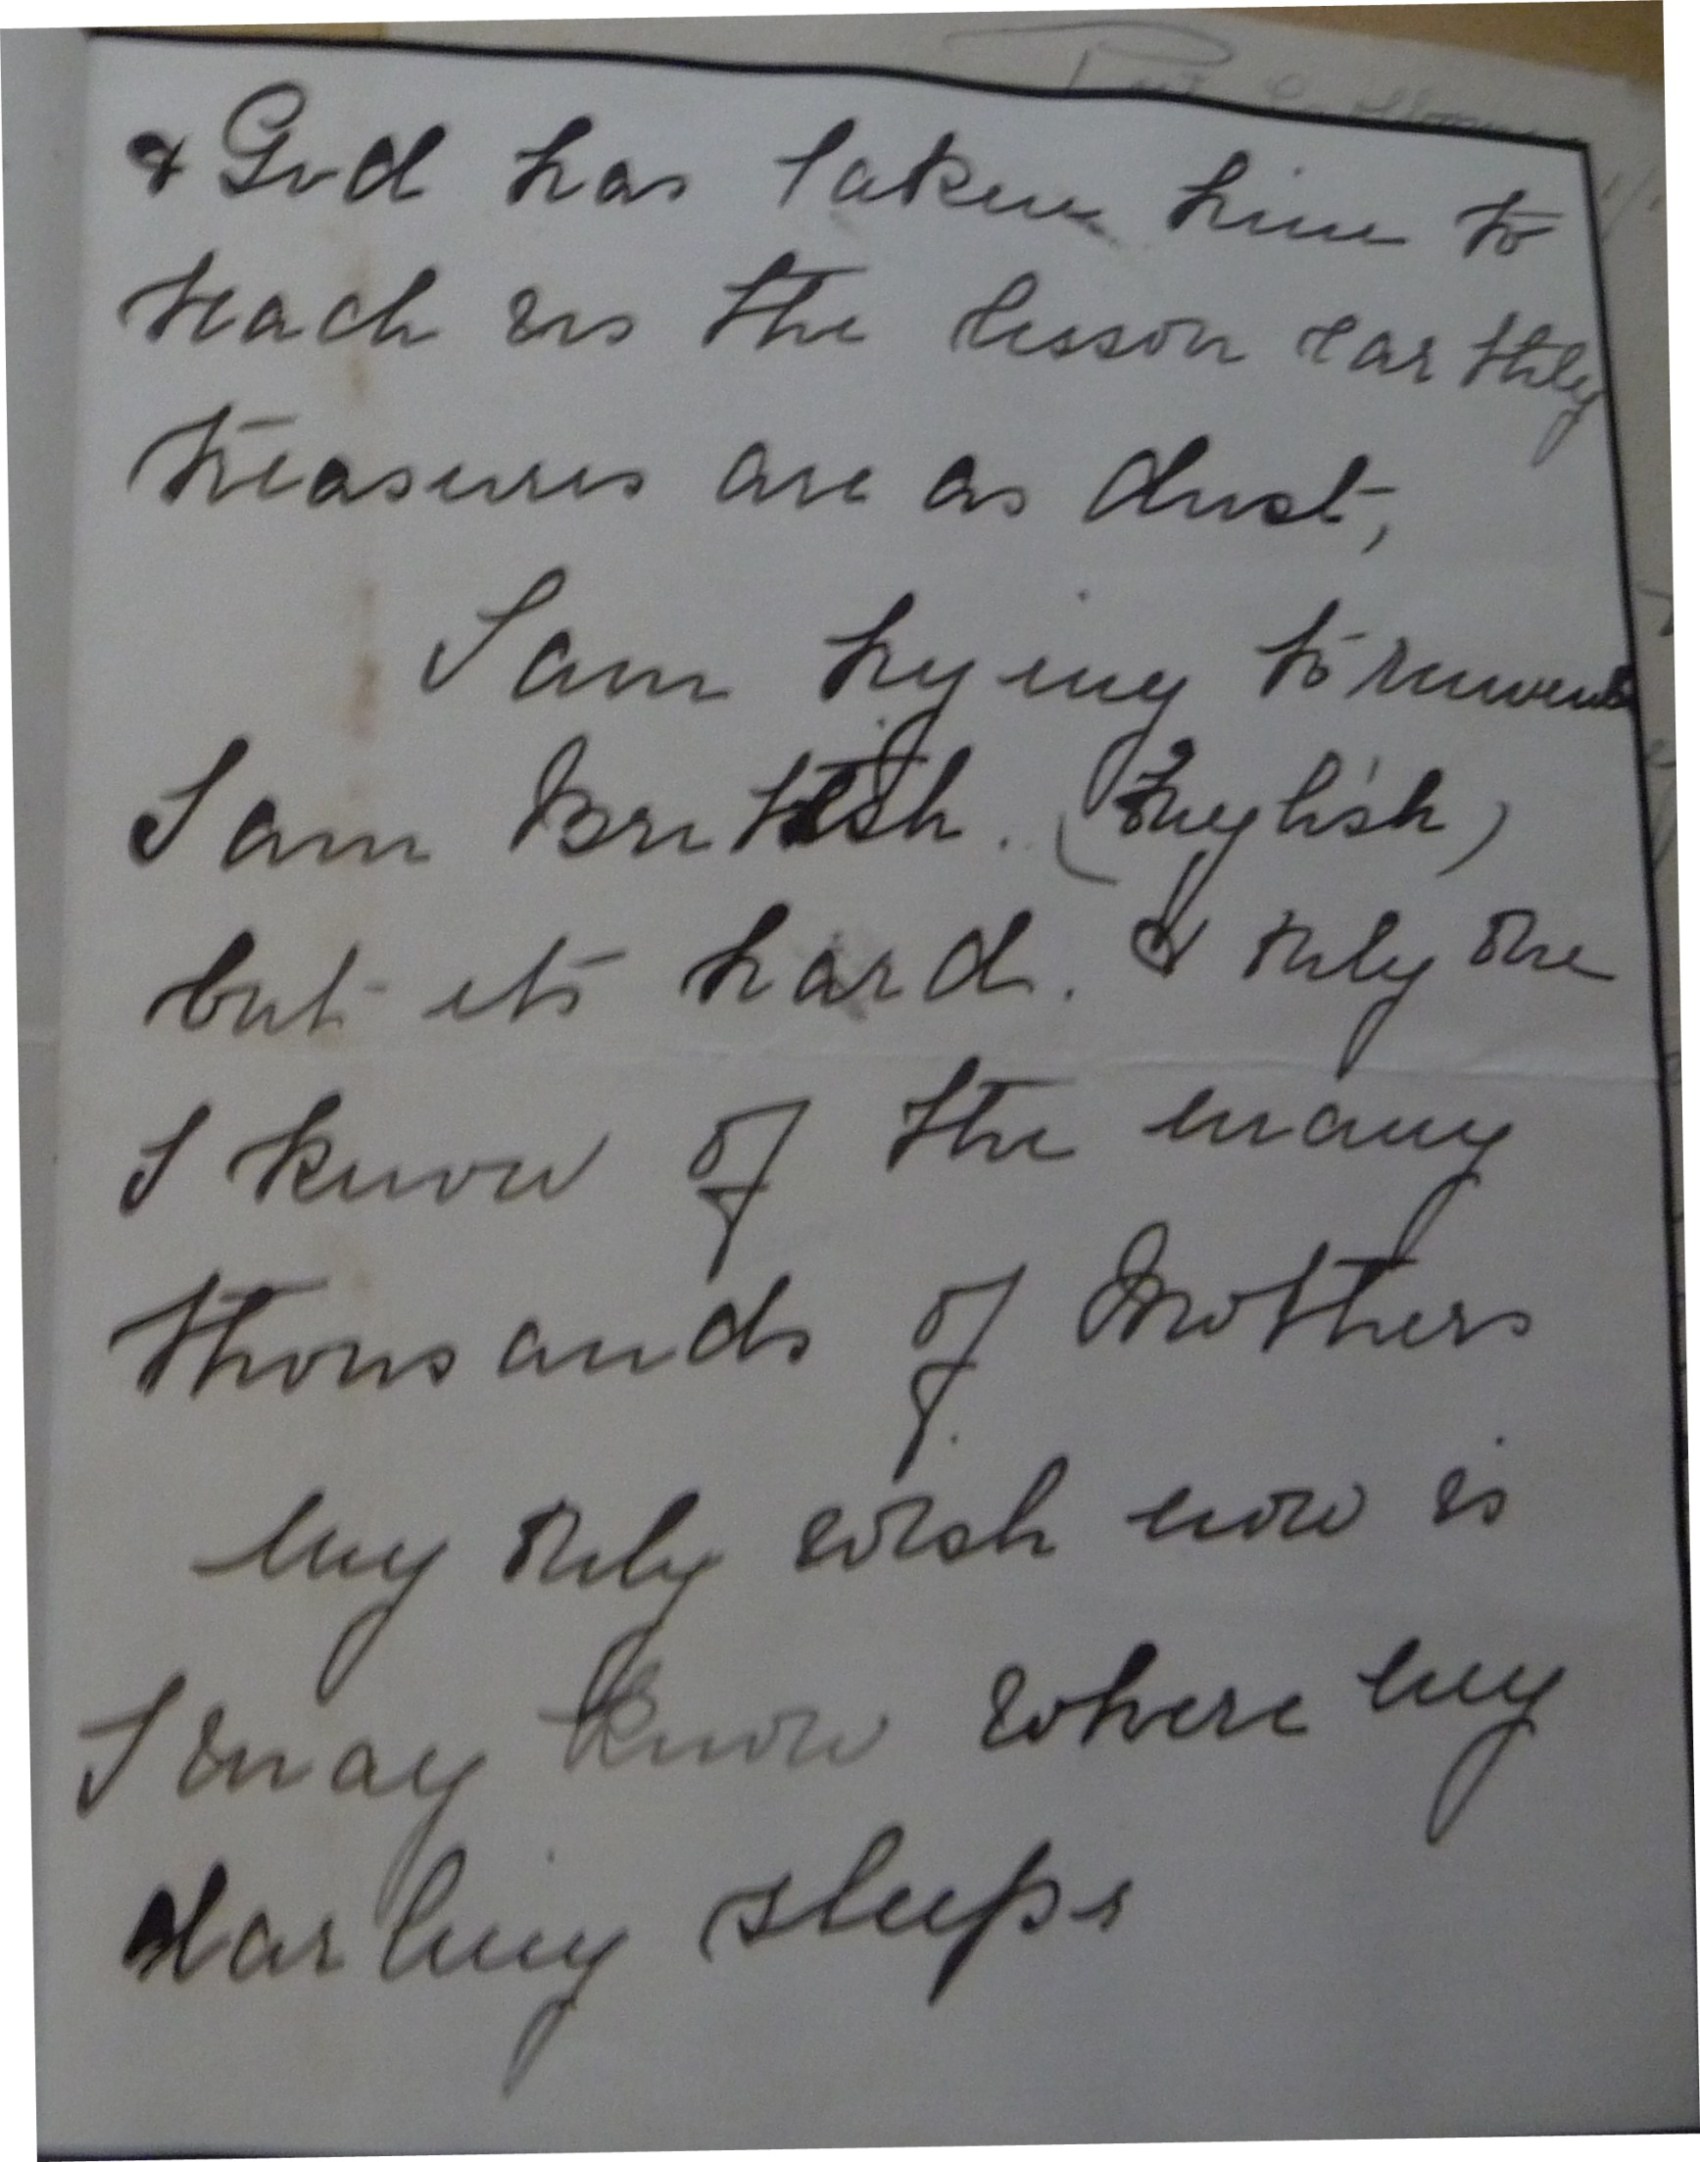 & God has taken him to
teach us the lesson earthly
treasures are as dust,
I am trying to rememb
I am British. (English)
but its hard. & only one
I know of the many
thousands of Mothers
My only wish now is
I may know where my
darling sleeps